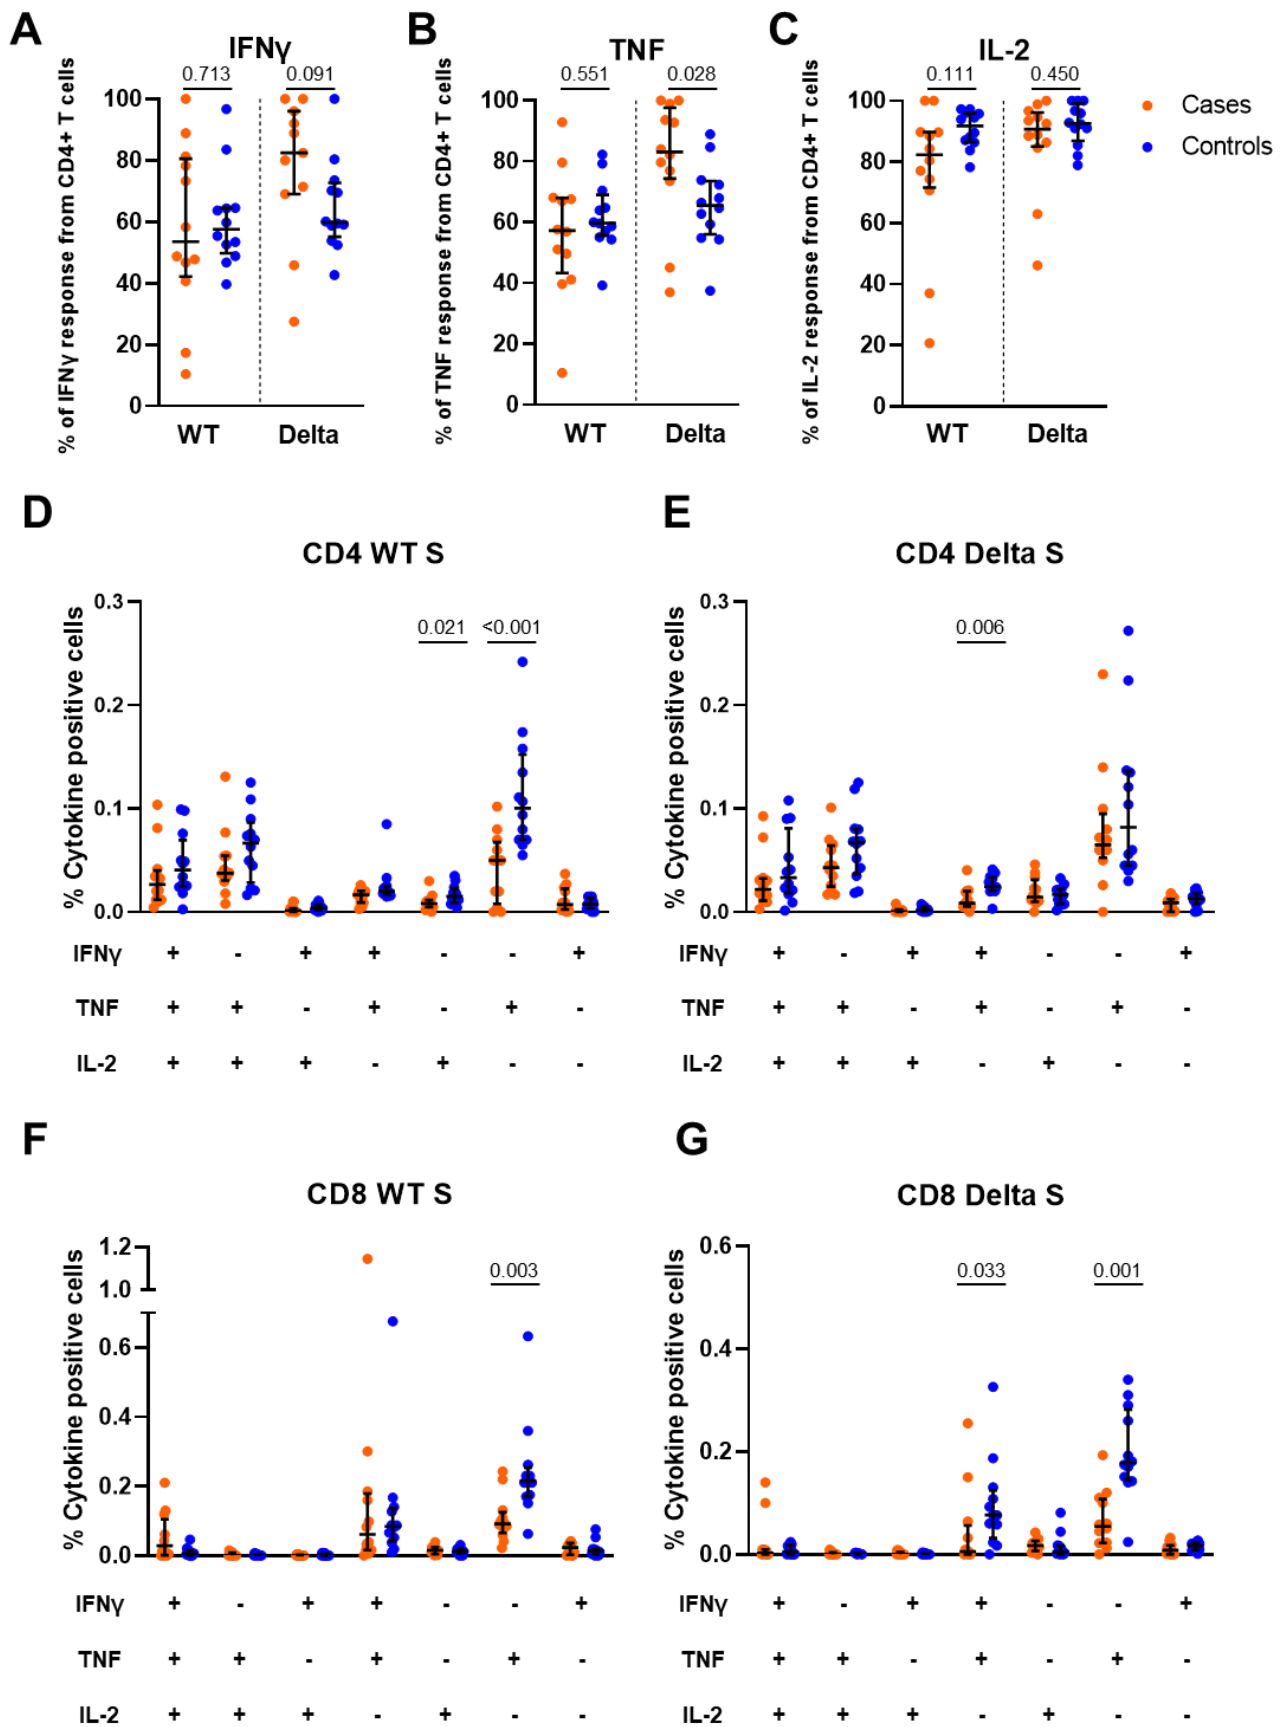 A
IFNγ
% of IFNγ response from CD4+ T cells
0.713 0.091
100
80
60
40
20
0
WT Delta
B
TNF
% of TNF response from CD4+ T cells
0.551 0.028
100
80
60
40
20
0
WT Delta
C
IL-2
% of IL-2 response from CD4+ T cells
0.111 0.450
100
80
60
40
20
0
WT Delta
Cases
Controls
D
CD4 WT S
% Cytokine positive cells
0.3
0.2
0.1
0.0
0.021 <0.001
IFNγ + - + + - - +
TNF + + - + - + -
IL-2 + + + - + - -
E
CD4 Delta S
% Cytokine positive cells
0.3
0.2
0.1
0.0
0.006
IFNγ + - + + - - +
TNF + + - + - + -
IL-2 + + + - + - -
F
CD8 WT S
% Cytokine positive cells
1.2
1.0
0.6
0.4
0.2
0.0
0.003
IFNγ + - + + - - +
TNF + + - + - + -
IL-2 + + + - + - -
G
CD8 Delta S
% Cytokine positive cells
0.6
0.4
0.2
0.0
0.033 0.001
IFNγ + - + + - - +
TNF + + - + - + -
IL-2 + + + - + - -